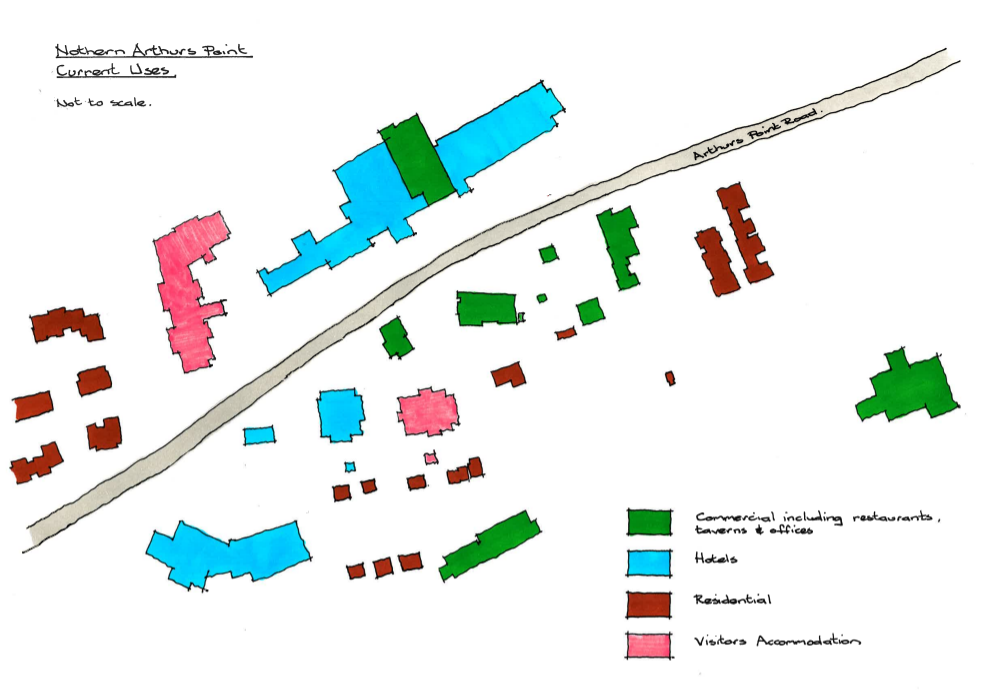 Nothern Arthurs Point
Current Uses.
Not to scale.
Arthurs Point Road.
Commercial including restaurants,
taverns & offices
Hotels
Residential
Visitors Accommodation